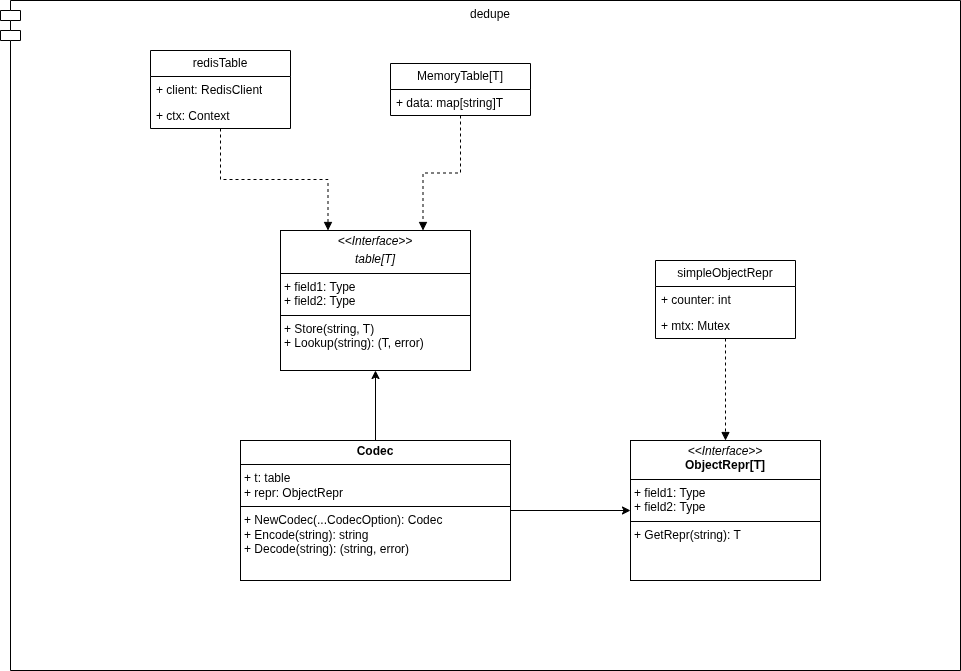 dedupe
redisTable
+ client: RedisClient
+ ctx: Context
MemoryTable[T]
+ data: map[string]T
<<Interface>>
table[T]
+ field1: Type
+ field2: Type
+ Store(string, T)
+ Lookup(string): (T, error)
simpleObjectRepr
+ counter: int
+ mtx: Mutex
Codec
+ t: table
+ repr: ObjectRepr
+ NewCodec(...CodecOption): Codec
+ Encode(string): string
+ Decode(string): (string, error)
<<Interface>>
ObjectRepr[T]
+ field1: Type
+ field2: Type
+ GetRepr(string): T